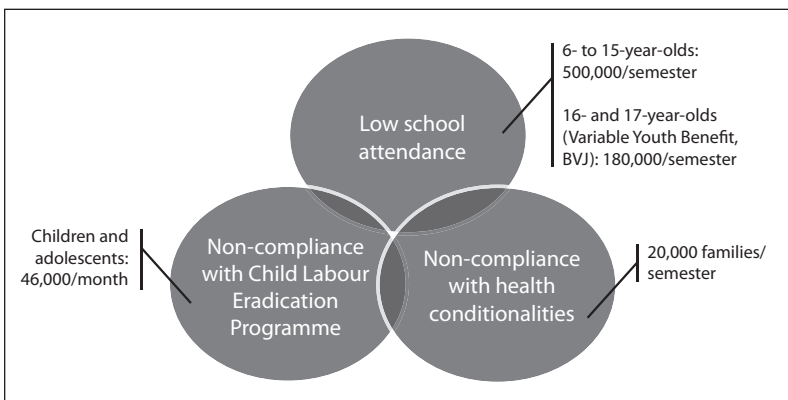 6- to 15-year-olds:
500,000/semester
16- and 17-year-olds
(Variable Youth Benefit,
BVJ): 180,000/semester
Low school
attendance
Children and
adolescents:
46,000/month
Non-compliance
with Child Labour
Eradication
Programme
Non-compliance
with health
conditionalities
20,000 families/
semester